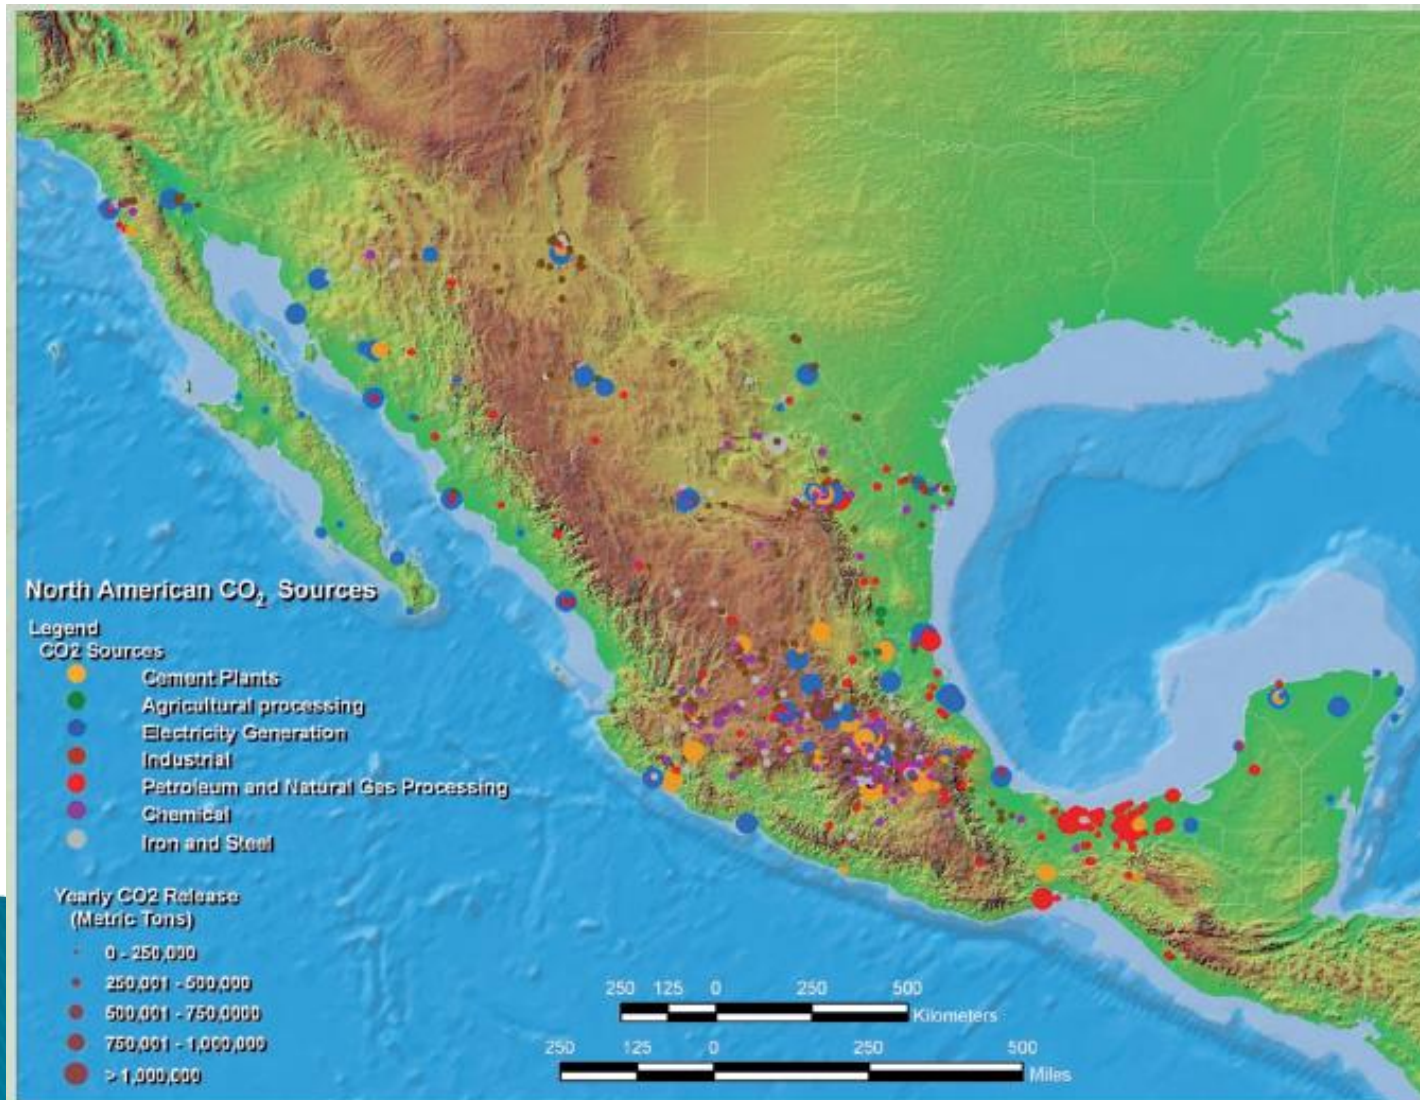 North American CO2 Sources
Legend
CO2 Sources
Cement Plants
Agricultural processing
Electricity Generation
Industrial
Petroleum and Natural Gas Processing
Chemical
Iron and Steel
Yearly CO2 Release
(Metric Tons)
0 - 250,000
250,001 - 500,000
500,001 - 750,0000
750,001 - 1,000,000
> 1,000,000
250 125 0 250 500
Kilometers
250 125 0 250 500
Miles